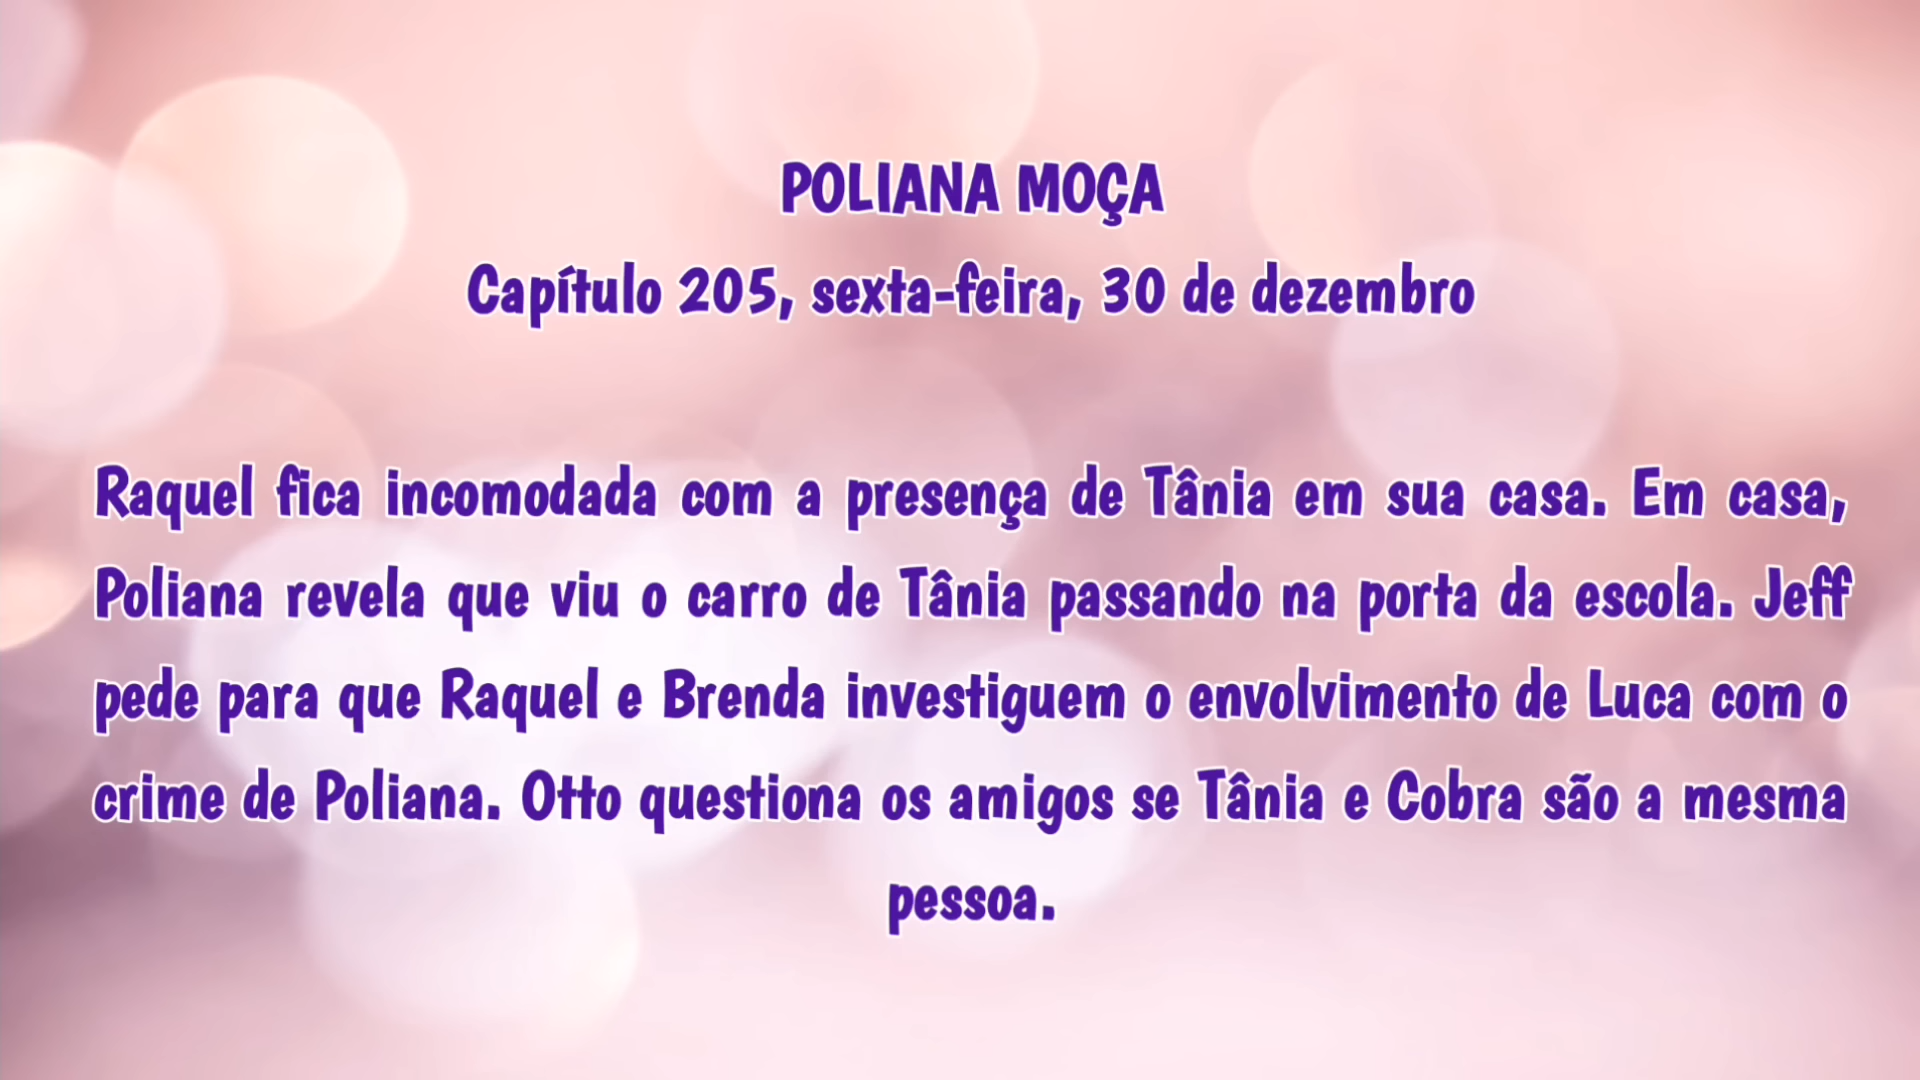 POLIANA MOÇA
Capítulo 205, sexta-feira, 30 de dezembro
Raquel fica incomodada com a presença de Tânia em sua casa. Em casa,
Poliana revela que viu o carro de Tânia passando na porta da escola. Jeff
pede para que Raquel e Brenda investiguem o envolvimento de Luca com o
crime de Poliana. Otto questiona os amigos se Tânia e Cobra são a mesma
pessoa.